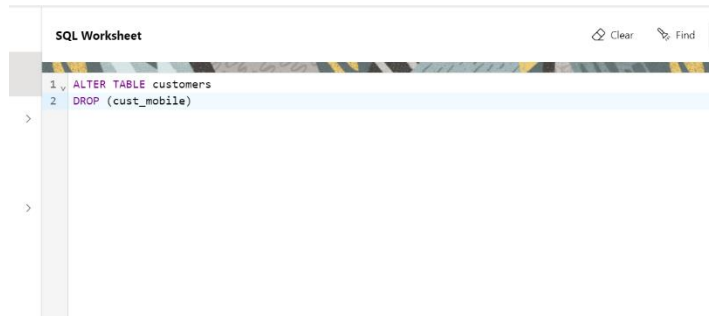 SQL Worksheet
Clear
Find
1 ALTER TABLE customers
2 DROP (cust_mobile)